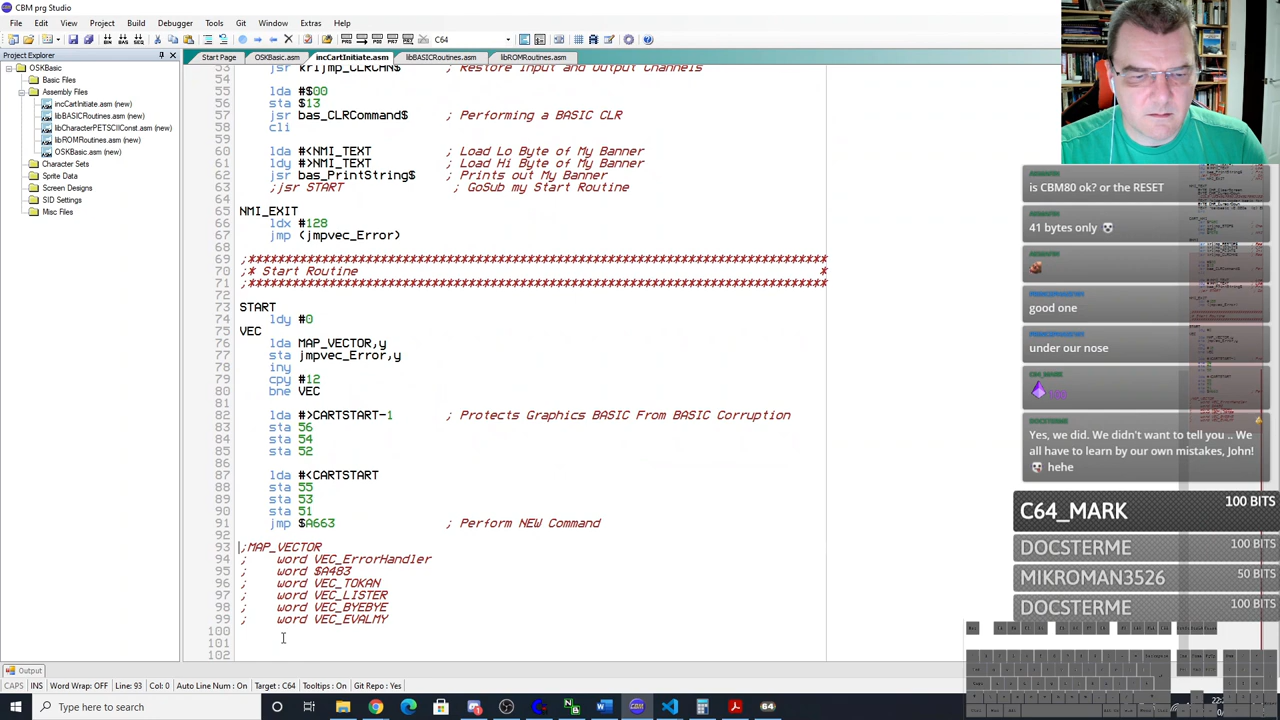 CBM prg Studio
File Edit View Project Build Debugger Tools Git Window Extras Help
C64
Project Explorer
Start Page OSKBasic.asm incCartInitiate.asm libBASICRoutines.asm libROMRoutines.asm
OSKBasic
Basic Files
Assembly Files
incCartInitiate.asm (new)
libBASICRoutines.asm (new)
libCharacterPETSCIIConst.asm (new)
libROMRoutines.asm (new)
OSKBasic.asm (new)
Character Sets
Sprite Data
Screen Designs
SID Settings
Misc Files
53 jsr krljmp_CLRCHN$ ; Restore Input and Output Channels
54
55 lda #$00
56 sta $13
57 jsr bas_CLRCommand$ ; Performing a BASIC CLR
58 cli
59
60 lda #<NMI_TEXT ; Load Lo Byte of My Banner
61 ldy #>NMI_TEXT ; Load Hi Byte of My Banner
62 jsr bas_PrintString$ ; Prints out My Banner
63 ;jsr START ; GoSub my Start Routine
64
65 NMI_EXIT
66 ldx #128
67 jmp (jmpvec_Error)
68
69 ;*******************************************************************************
70 ;* Start Routine *
71 ;*******************************************************************************
72
73 START
74 ldy #0
75 VEC
76 lda MAP_VECTOR,y
77 sta jmpvec_Error,y
78 iny
79 cpy #12
80 bne VEC
81
82 lda #>CARTSTART-1 ; Protects Graphics BASIC From BASIC Corruption
83 sta 56
84 sta 54
85 sta 52
86
87 lda #<CARTSTART
88 sta 55
89 sta 53
90 sta 51
91 jmp $A663 ; Perform NEW Command
92
93 ;MAP_VECTOR
94 ; word VEC_ErrorHandler
95 ; word $A483
96 ; word VEC_TOKAN
97 ; word VEC_LISTER
98 ; word VEC_BYEBYE
99 ; word VEC_EVALMY
100
101
102
is CBM80 ok? or the RESET
41 bytes only
good one
under our nose
C64_MARK
DOCSTERME
Yes, we did. We didn't want to tell you .. We
all have to learn by our own mistakes, John!
hehe
C64_MARK 100 BITS
DOCSTERME 100 BITS
MIKROMAN3526 50 BITS
DOCSTERME 100 BITS
Output
CAPS INS Word Wrap: OFF Line: 93 Col: 0 Auto Line Num : On Target : C64 Tooltips : On Git Repo : Yes
Type here to search